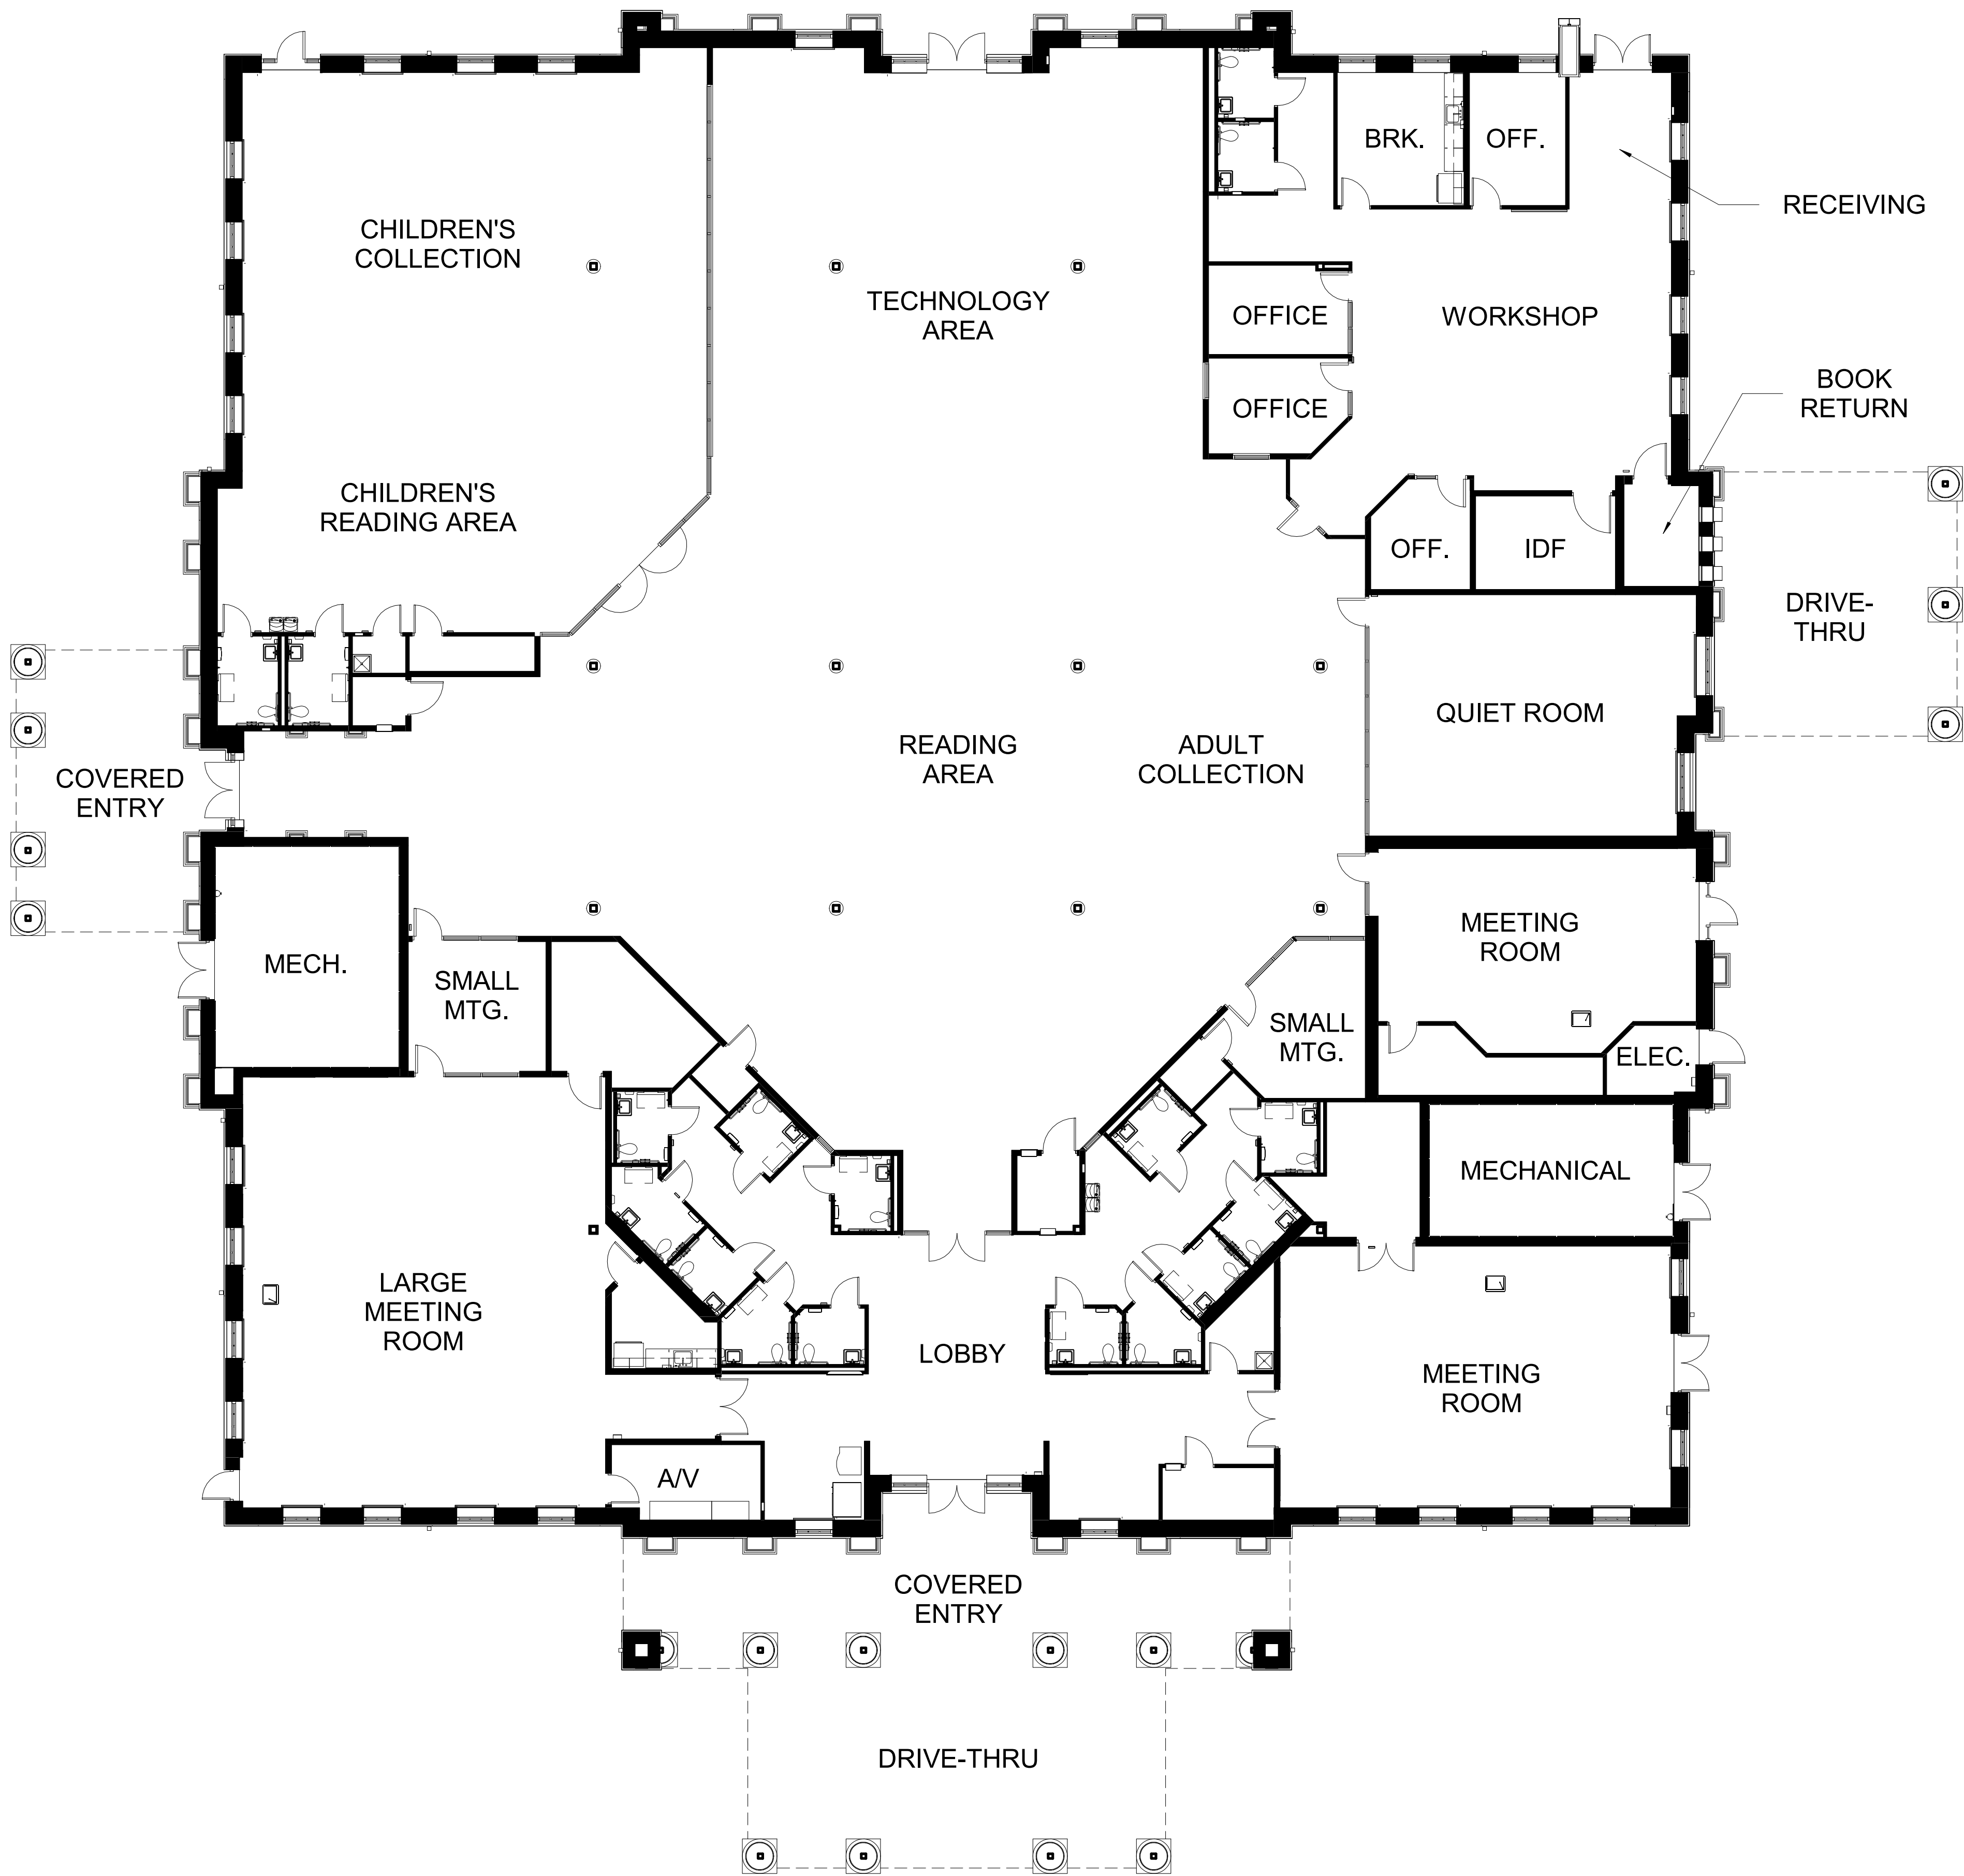 BRK.
OFF.
RECEIVING
CHILDREN'S
COLLECTION
TECHNOLOGY
AREA
OFFICE
WORKSHOP
BOOK
RETURN
OFFICE
CHILDREN'S
READING AREA
OFF.
IDF
DRIVE-
THRU
QUIET ROOM
READING
AREA
ADULT
COLLECTION
COVERED
ENTRY
MEETING
ROOM
MECH.
SMALL
MTG.
SMALL
MTG.
ELEC.
MECHANICAL
LARGE
MEETING
ROOM
LOBBY
MEETING
ROOM
A/V
COVERED
ENTRY
DRIVE-THRU